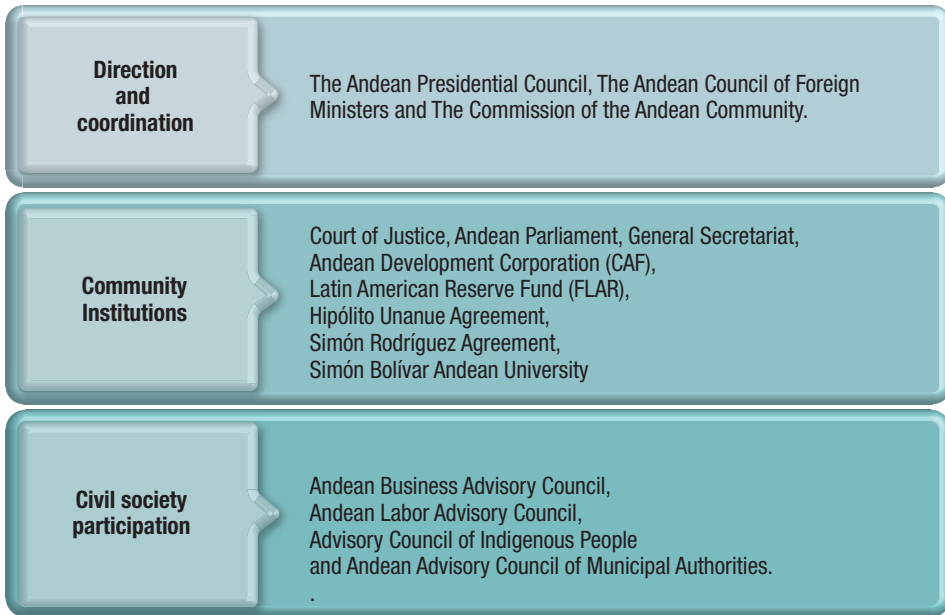 Direction
and
coordination
The Andean Presidential Council, The Andean Council of Foreign
Ministers and The Commission of the Andean Community.
Community
Institutions
Court of Justice, Andean Parliament, General Secretariat,
Andean Development Corporation (CAF),
Latin American Reserve Fund (FLAR),
Hipólito Unanue Agreement,
Simón Rodríguez Agreement,
Simón Bolívar Andean University
Civil society
participation
Andean Business Advisory Council,
Andean Labor Advisory Council,
Advisory Council of Indigenous People
and Andean Advisory Council of Municipal Authorities.
.